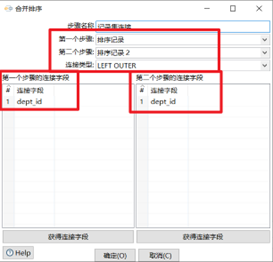 合并排序
步骤名称 记录集连接
第一个步骤: 排序记录
第二个步骤: 排序记录 2
连接类型: LEFT OUTER
第一个步骤的连接字段 第二个步骤的连接字段
# 连接字段 # 连接字段
1 dept_id 1 dept_id
获得连接字段 获得连接字段
Help 确定(O) 取消(C)